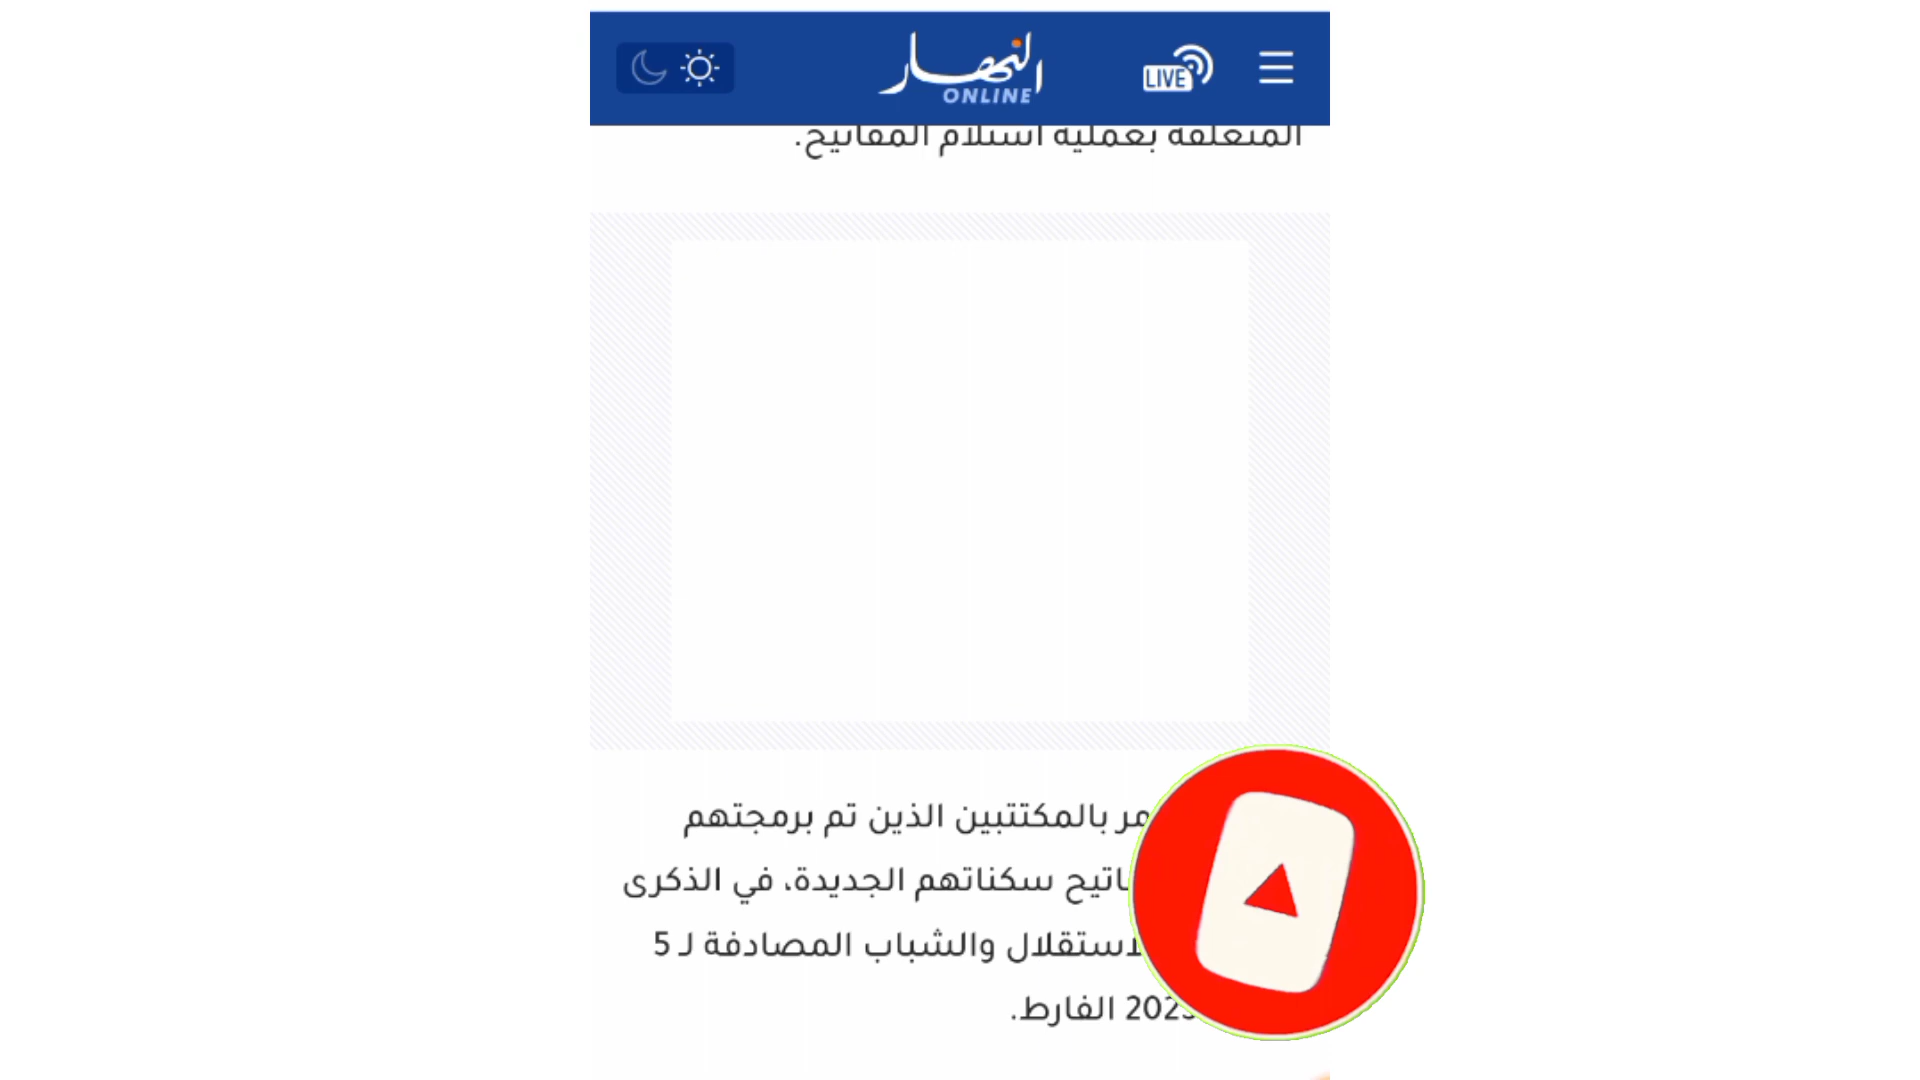 النهار
ONLINE
LIVE
المتعلقة بعملية استلام المفاتيح.
بالمكتتبين الذين تم برمجتهم
سكناتهم الجديدة، في الذكرى
والشباب المصادفة لـ 5
الفارط.